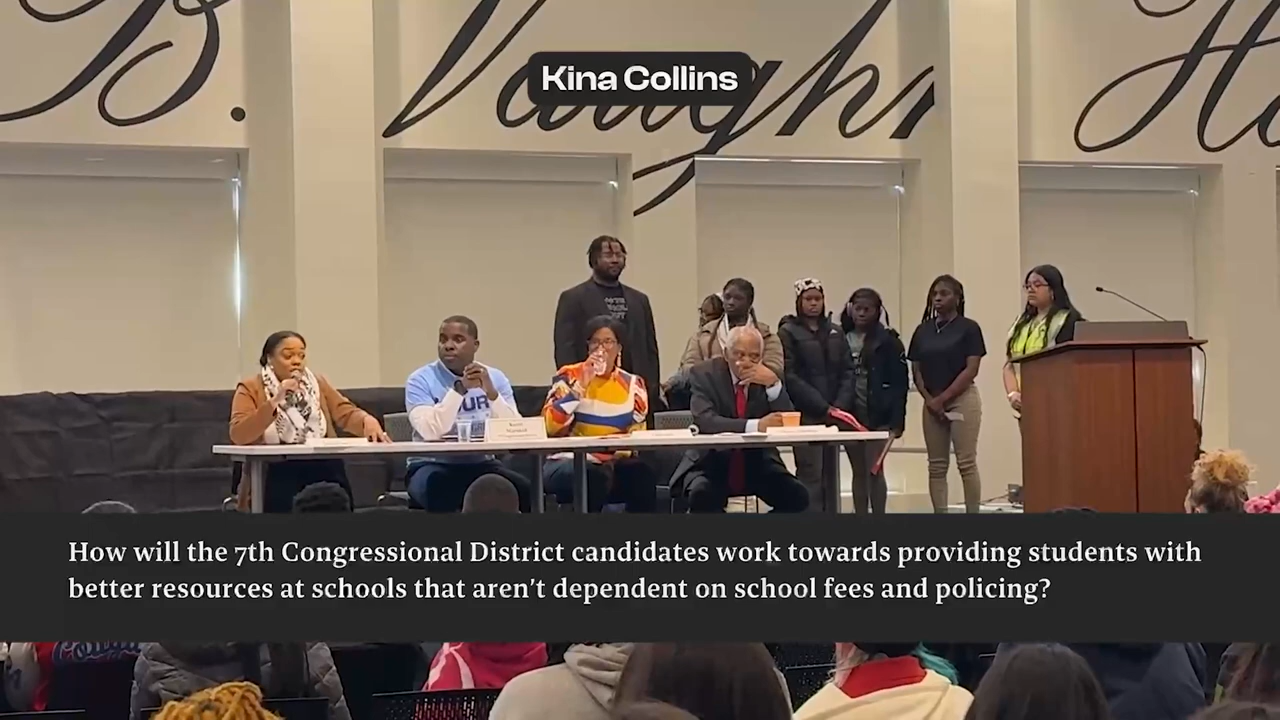 B. Vaughn H
Kina Collins
How will the 7th Congressional District candidates work towards providing students with
better resources at schools that aren’t dependent on school fees and policing?